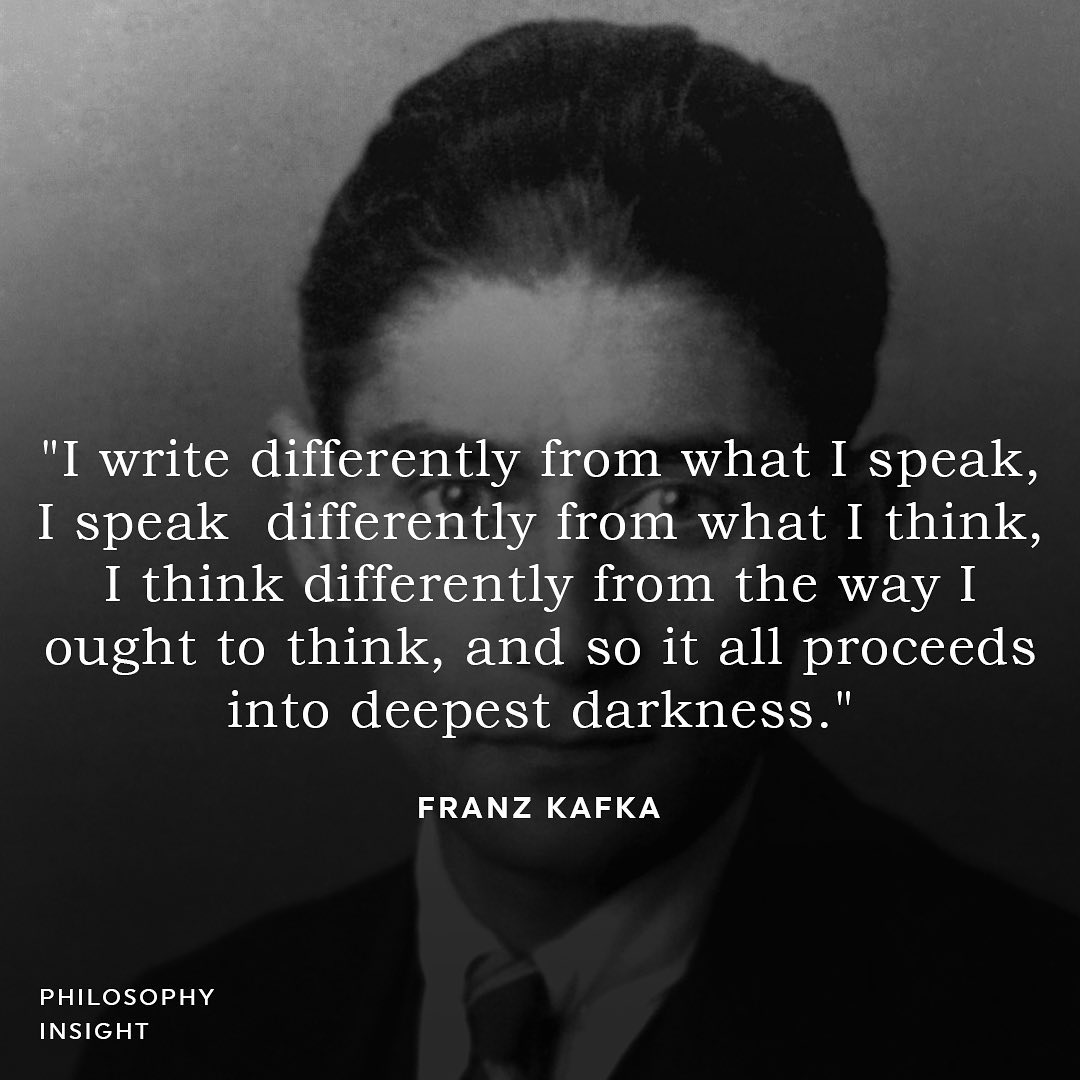 "I write differently from what I speak,
I speak  differently from what I think,
I think differently from the way I
ought to think, and so it all proceeds
into deepest darkness."
FRANZ KAFKA
PHILOSOPHY
INSIGHT